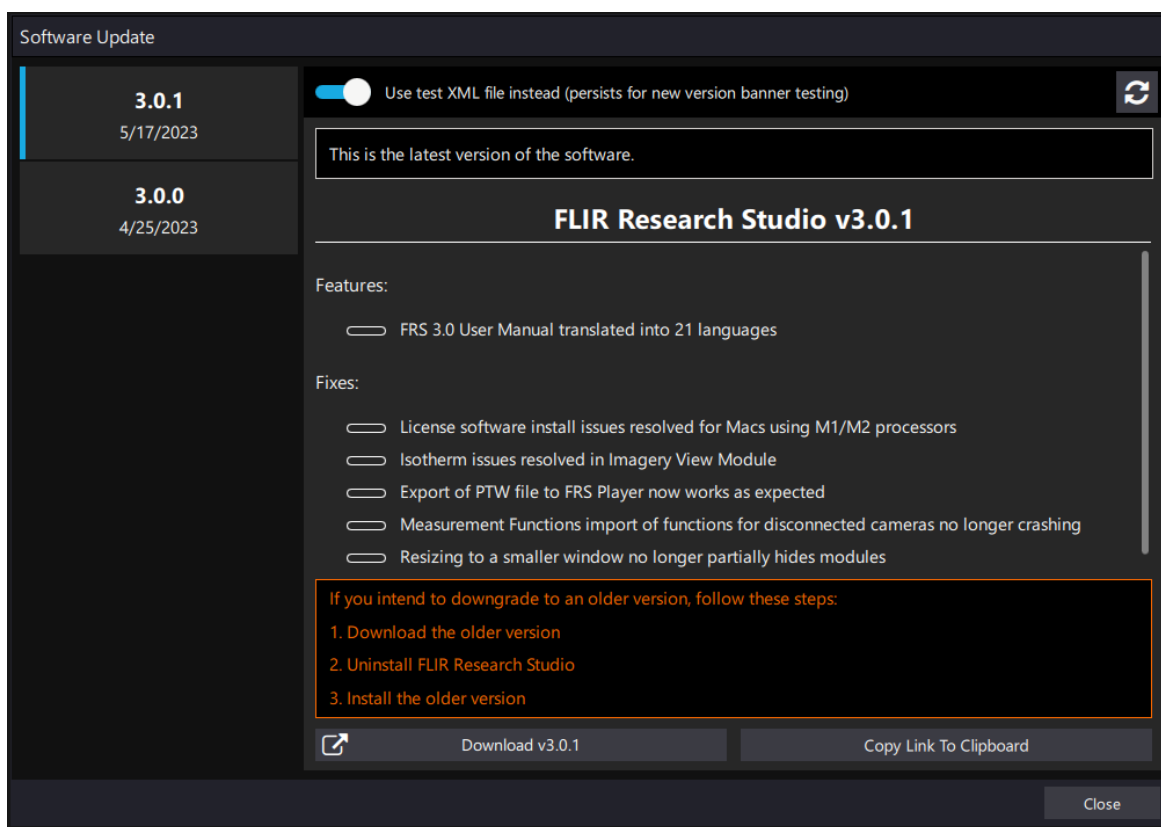 Software Update
3.0.1
5/17/2023
3.0.0
4/25/2023
Use test XML file instead (persists for new version banner testing)
This is the latest version of the software.
FLIR Research Studio v3.0.1
Features:
FRS 3.0 User Manual translated into 21 languages
Fixes:
License software install issues resolved for Macs using M1/M2 processors
Isotherm issues resolved in Imagery View Module
Export of PTW file to FRS Player now works as expected
Measurement Functions import of functions for disconnected cameras no longer crashing
Resizing to a smaller window no longer partially hides modules
If you intend to downgrade to an older version, follow these steps:
1. Download the older version
2. Uninstall FLIR Research Studio
3. Install the older version
Download v3.0.1
Copy Link To Clipboard
Close